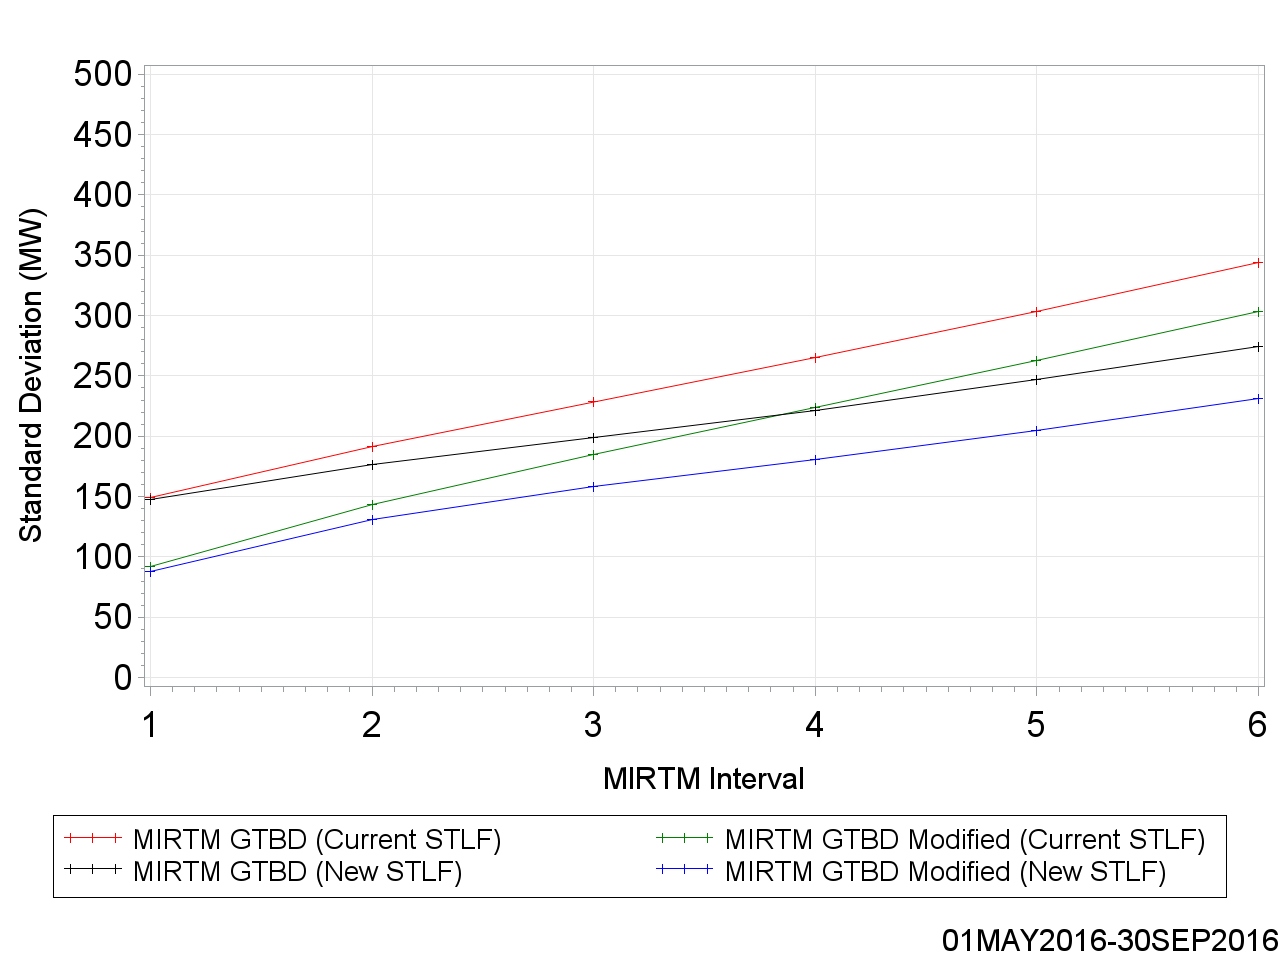 500
450
400
350
300
250
200
150
100
50
0
Standard Deviation (MW)
1 2 3 4 5 6
MIRTM Interval
MIRTM GTBD (Current STLF) MIRTM GTBD Modified (Current STLF)
MIRTM GTBD (New STLF) MIRTM GTBD Modified (New STLF)
01MAY2016-30SEP2016